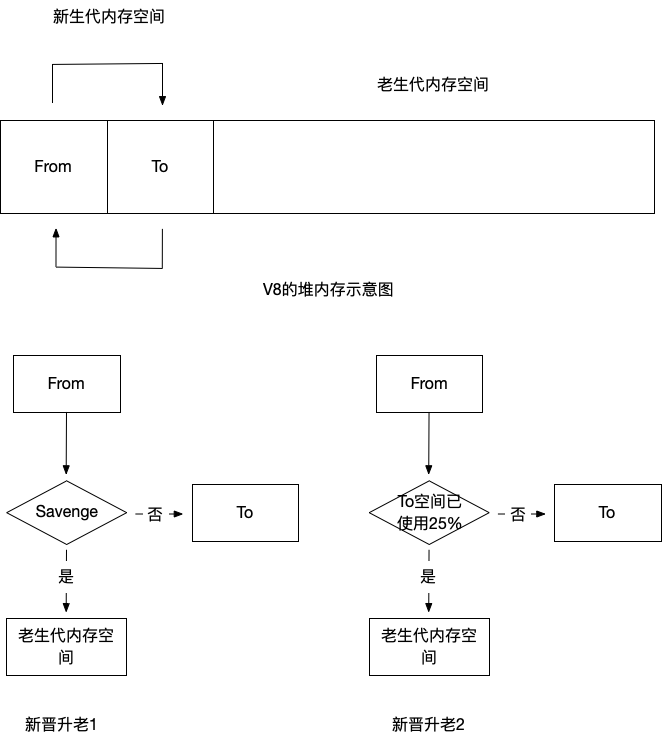 新生代内存空间
老生代内存空间
From
To
V8的堆内存示意图
From
From
Savenge
否
To
To空间已
使用25%
否
To
是
是
老生代内存空
间
老生代内存空
间
新晋升老1
新晋升老2